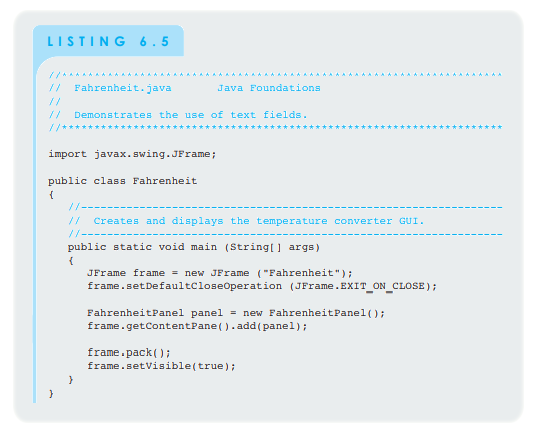 LISTING 6.5
//********************************************************************
//  Fahrenheit.java       Java Foundations
//
//  Demonstrates the use of text fields.
//********************************************************************
import javax.swing.JFrame;
public class Fahrenheit
{
   //-----------------------------------------------------------------
   //  Creates and displays the temperature converter GUI.
   //-----------------------------------------------------------------
   public static void main (String[] args)
   {
      JFrame frame = new JFrame ("Fahrenheit");
      frame.setDefaultCloseOperation (JFrame.EXIT_ON_CLOSE);
      FahrenheitPanel panel = new FahrenheitPanel();
      frame.getContentPane().add(panel);
      frame.pack();
      frame.setVisible(true);
   }
}